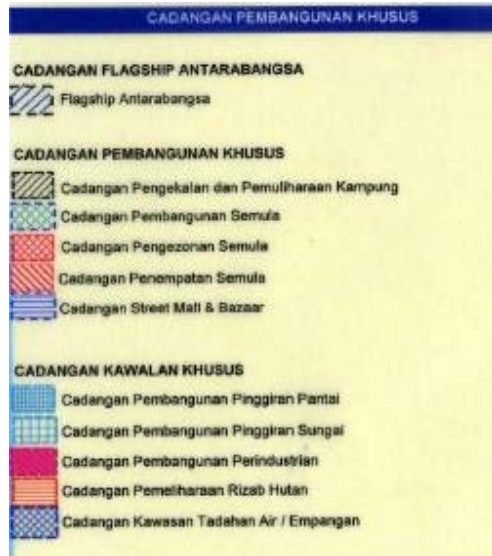 CADANGAN PEMBANGUNAN KHUSUS
CADANGAN FLAGSHIP ANTARABANGSA
Flagship Antarabangsa
CADANGAN PEMBANGUNAN KHUSUS
Cadangan Pengekalan dan Pemuliharaan Kampung
Cadangan Pembangunan Semula
Cadangan Pengezonan Semula
Cadangan Penempatan Semula
Cadangan Street Mall & Bazaar
CADANGAN KAWALAN KHUSUS
Cadangan Pembangunan Pinggiran Pantai
Cadangan Pembangunan Pinggiran Sungai
Cadangan Pembangunan Perindustrian
Cadangan Pemeliharaan Rizab Hutan
Cadangan Kawasan Tadahan Air / Empangan